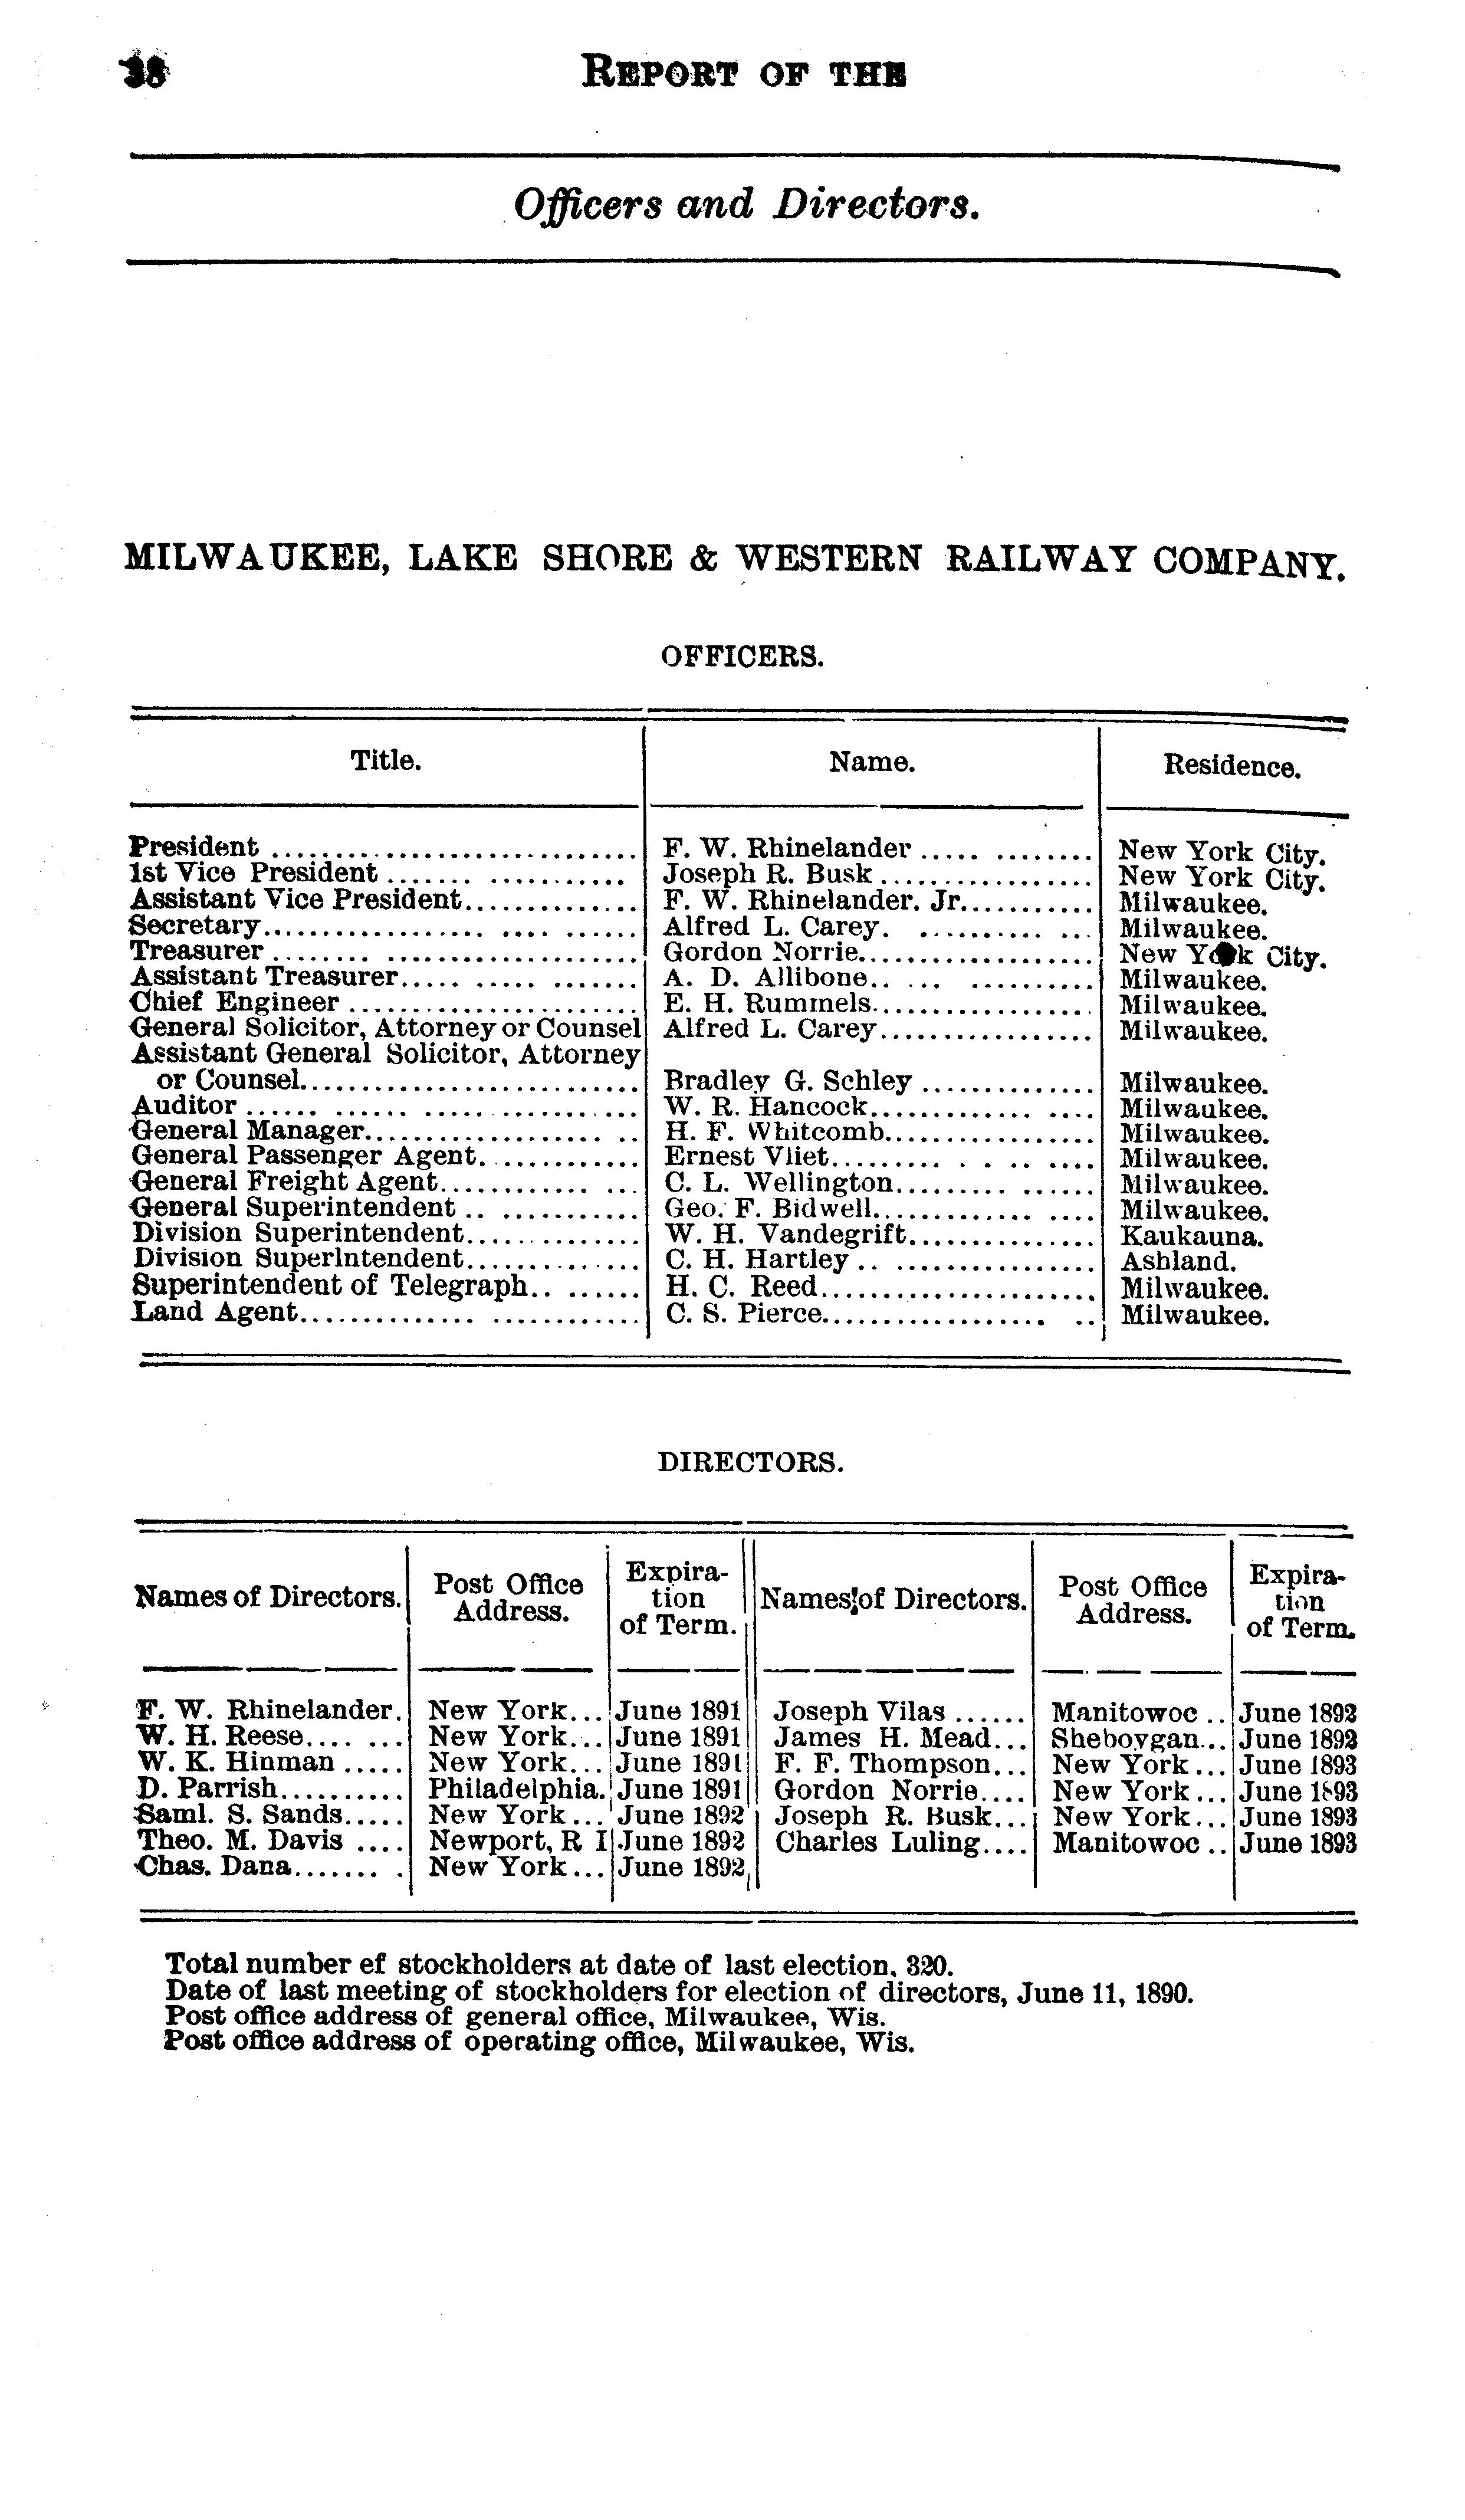 38 REPORT OF THE
Officers and Directors.
MILWAUKEE, LAKE SHORE & WESTERN RAILWAY COMPANY.
OFFICERS.
Title. Name. Residence.
President F. W. Rhinelander New York City.
1st Vice President Joseph R. Busk New York City.
Assistant Vice President F. W. Rhinelander. Jr. Milwaukee.
Secretary Alfred L. Carey. Milwaukee.
Treasurer Gordon Norrie New York City.
Assistant Treasurer A. D. Allibone Milwaukee.
Chief Engineer E. H. Rummels Milwaukee.
General Solicitor, Attorney or Counsel Alfred L. Carey Milwaukee.
Assistant General Solicitor, Attorney
or Counsel Bradley G. Schley Milwaukee.
Auditor W. R. Hancock Milwaukee.
General Manager H. F. Whitcomb Milwaukee.
General Passenger Agent Ernest Vliet Milwaukee.
General Freight Agent C. L. Wellington Milwaukee.
General Superintendent Geo. F. Bidwell Milwaukee.
Division Superintendent W. H. Vandegrift Kaukauna.
Division Superintendent C. H. Hartley Ashland.
Superintendent of Telegraph H. C. Reed Milwaukee.
Land Agent C. S. Pierce Milwaukee.
DIRECTORS.
Names of Directors. Post Office Address. Expiration of Term. Names of Directors. Post Office Address. Expiration of Term.
F. W. Rhinelander. New York June 1891 Joseph Vilas Manitowoc June 1892
W. H. Reese New York June 1891 James H. Mead Sheboygan June 1892
W. K. Hinman New York June 1891 F. F. Thompson New York June 1893
D. Parrish Philadelphia. June 1891 Gordon Norrie New York June 1893
Saml. S. Sands New York June 1892 Joseph R. Busk New York June 1893
Theo. M. Davis Newport, R I June 1892 Charles Luling Manitowoc June 1893
Chas. Dana New York June 1892
Total number ef stockholders at date of last election, 320.
Date of last meeting of stockholders for election of directors, June 11, 1890.
Post office address of general office, Milwaukee, Wis.
Post office address of operating office, Milwaukee, Wis.